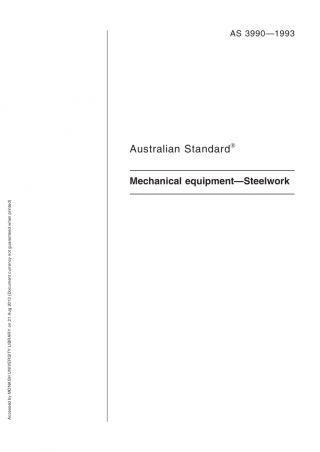 AS 3990—1993
Australian Standard®
Mechanical equipment—Steelwork
Accessed by MONASH UNIVERSITY LIBRARY on 21 Aug 2013 (Document currency not guaranteed when printed)